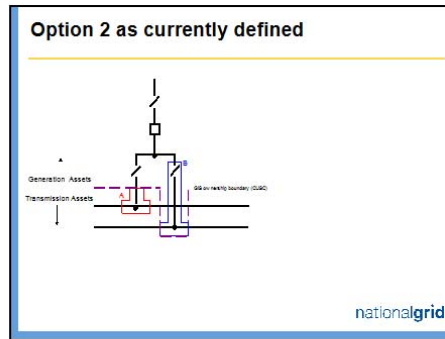 Option 2 as currently defined
B
Generation Assets
GIS ownership boundary (CUSC)
A
Transmission Assets
nationalgrid